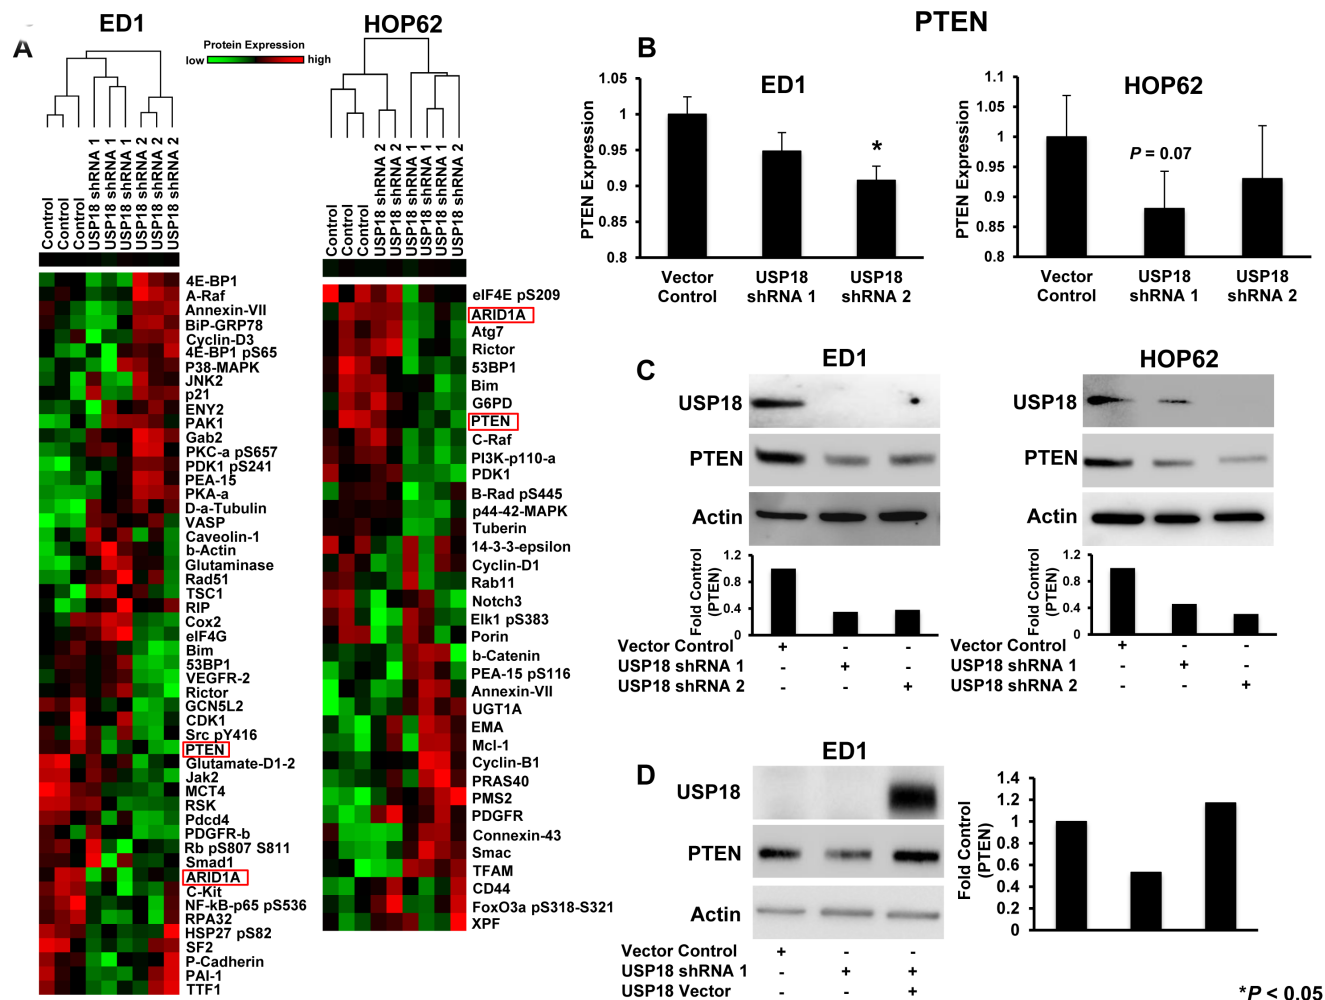 A
ED1
HOP62
Protein Expression
low
high
Control
Control
Control
USP18 shRNA 1
USP18 shRNA 1
USP18 shRNA 1
USP18 shRNA 2
USP18 shRNA 2
USP18 shRNA 2
Control
Control
Control
USP18 shRNA 2
USP18 shRNA 2
USP18 shRNA 1
USP18 shRNA 1
USP18 shRNA 1
USP18 shRNA 2
4E-BP1
A-Raf
Annexin-VII
BiP-GRP78
Cyclin-D3
4E-BP1 pS65
P38-MAPK
JNK2
p21
ENY2
PAK1
Gab2
PKC-a pS657
PDK1 pS241
PEA-15
PKA-a
D-a-Tubulin
VASP
Caveolin-1
b-Actin
Glutaminase
Rad51
TSC1
RIP
Cox2
eIF4G
Bim
53BP1
VEGFR-2
Rictor
GCN5L2
CDK1
Src pY416
PTEN
Glutamate-D1-2
Jak2
MCT4
RSK
Pdcd4
PDGFR-b
Rb pS807 S811
Smad1
ARID1A
C-Kit
NF-kB-p65 pS536
RPA32
HSP27 pS82
SF2
P-Cadherin
PAI-1
TTF1
eIF4E pS209
ARID1A
Atg7
Rictor
53BP1
Bim
G6PD
PTEN
C-Raf
PI3K-p110-a
PDK1
B-Rad pS445
p44-42-MAPK
Tuberin
14-3-3-epsilon
Cyclin-D1
Rab11
Notch3
Elk1 pS383
Porin
b-Catenin
PEA-15 pS116
Annexin-VII
UGT1A
EMA
Mcl-1
Cyclin-B1
PRAS40
PMS2
PDGFR
Connexin-43
Smac
TFAM
CD44
FoxO3a pS318-S321
XPF
PTEN
B
ED1
PTEN Expression
1.05
1
0.95
0.9
0.85
0.8
*
Vector Control
USP18 shRNA 1
USP18 shRNA 2
HOP62
PTEN Expression
1.1
1.05
1
0.95
0.9
0.85
0.8
P = 0.07
Vector Control
USP18 shRNA 1
USP18 shRNA 2
C
ED1
USP18
PTEN
Actin
Fold Control (PTEN)
1.2
0.8
0.4
0
Vector Control + - -
USP18 shRNA 1 - + -
USP18 shRNA 2 - - +
HOP62
USP18
PTEN
Actin
Fold Control (PTEN)
1.2
0.8
0.4
0
Vector Control + - -
USP18 shRNA 1 - + -
USP18 shRNA 2 - - +
D
ED1
USP18
PTEN
Actin
Vector Control + - -
USP18 shRNA 1 - + +
USP18 Vector - - +
Fold Control (PTEN)
1.4
1.2
1
0.8
0.6
0.4
0.2
0
*P < 0.05